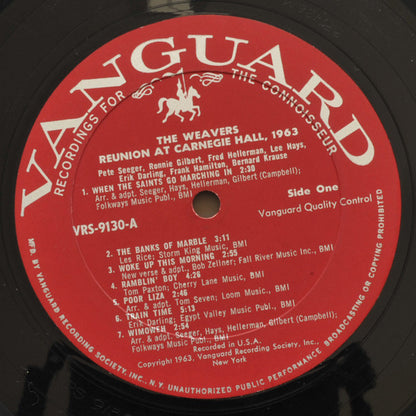 VANGUARD
RECORDINGS FOR THE CONNOISSEUR
THE WEAVERS
REUNION AT CARNEGIE HALL, 1963
Pete Seeger, Ronnie Gilbert, Fred Hellerman, Lee Hays,
Erik Darling, Frank Hamilton, Bernard Krause
1. WHEN THE SAINTS GO MARCHING IN 2:30
Arr. & adpt. Seeger, Hays, Hellerman, Gilbert (Campbell);
Folkways Music Publ., BMI
Side One
VRS-9130-A
Vanguard Quality Control
2. THE BANKS OF MARBLE 3:11
Les Rice; Storm King Music, BMI
3. WOKE UP THIS MORNING 2:55
New verse & adpt., Bob Zellner; Fall River Music Inc., BMI
4. RAMBLIN' BOY 4:26
Tom Paxton; Cherry Lane Music, BMI
5. POOR LIZA 2:46
Arr. & adpt. Tom Seven; Loom Music., BMI
6. TRAIN TIME 5:13
Erik Darling; Egypt Valley Music Publ., BMI
7. WIMOWEH 2:54
Arr. & adpt. Seeger, Hays, Hellerman, Gilbert (Campbell);
Folkways Music Publ., BMI
Recorded in U.S.A.
Copyright 1963, Vanguard Recording Society, Inc.,
New York
MFD. BY VANGUARD RECORDING SOCIETY, INC., N.Y. UNAUTHORIZED PUBLIC PERFORMANCE, BROADCASTING OR COPYING PROHIBITED